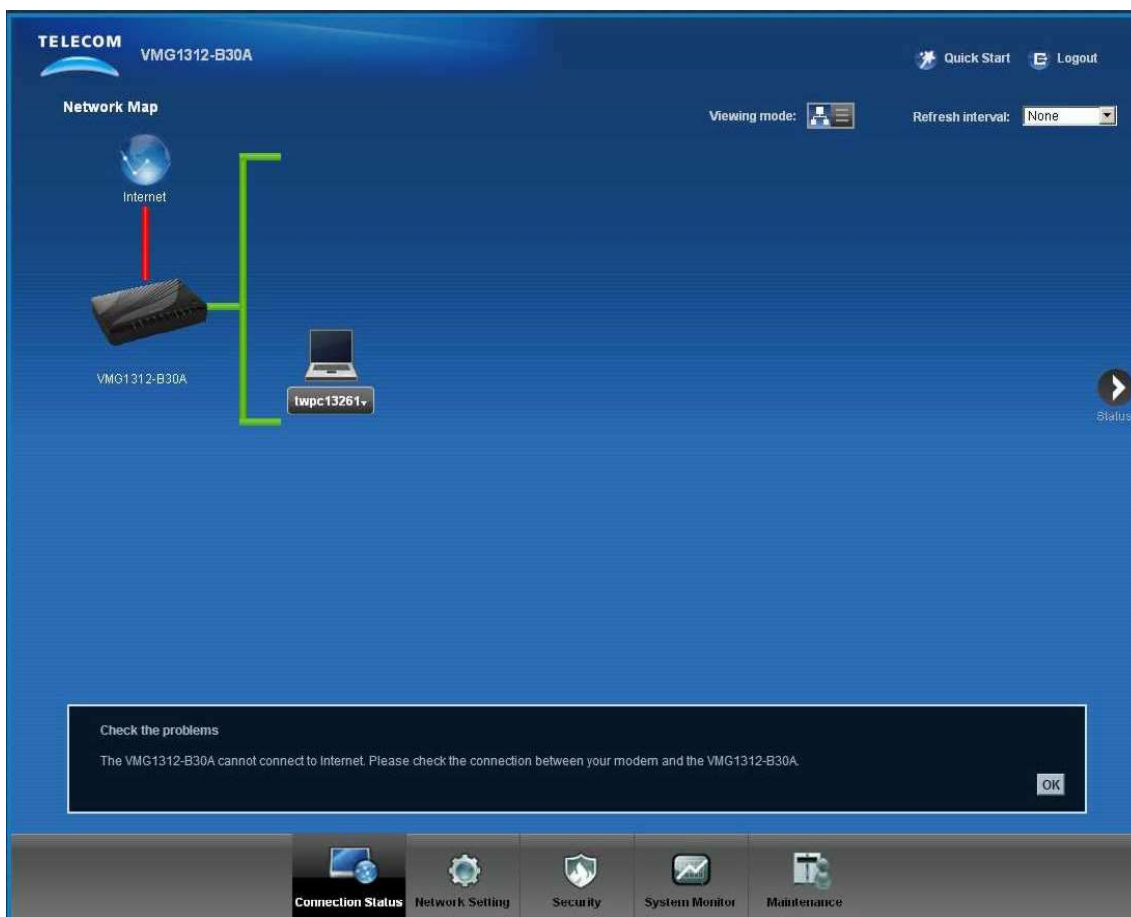 TELECOM
VMG1312-B30A
Quick Start
Logout
Network Map
Viewing mode:
Refresh interval:
None
Internet
VMG1312-B30A
twpc13261
Status
Check the problems
The VMG1312-B30A cannot connect to Internet. Please check the connection between your modem and the VMG1312-B30A.
OK
Connection Status
Network Setting
Security
System Monitor
Maintenance